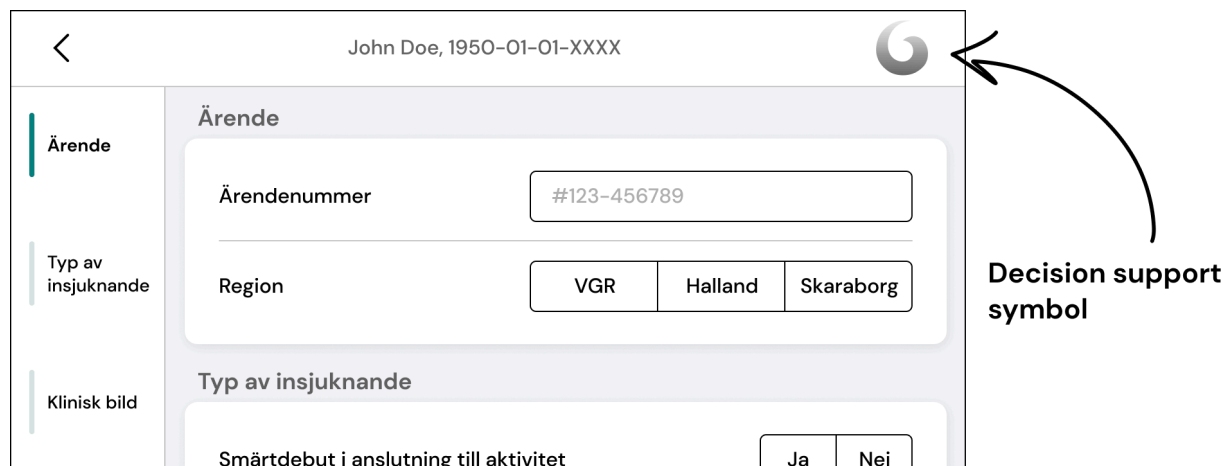 John Doe, 1950-01-01-XXXX
Ärende
Ärende
Ärendenummer
#123-456789
Typ av
insjuknande
Region
VGR
Halland
Skaraborg
Decision support
symbol
Typ av insjuknande
Klinisk bild
Smärtdebut i anslutning till aktivitet
Ja
Nej